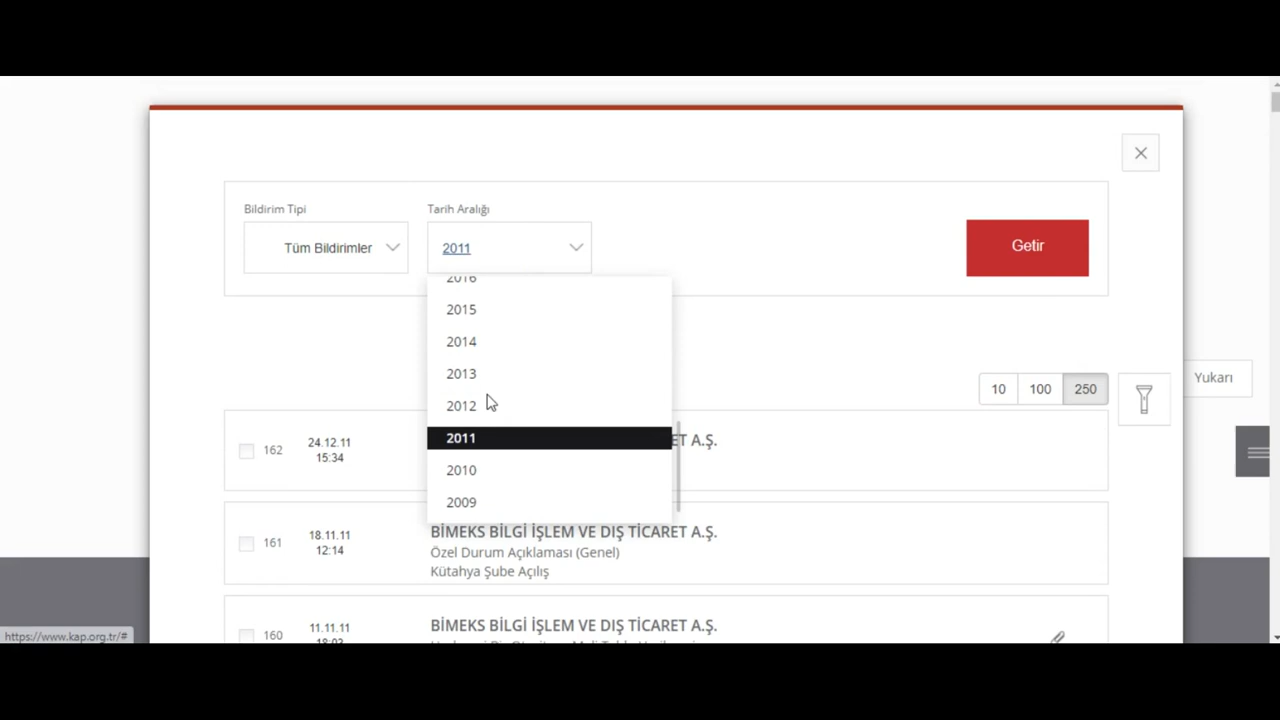 Bildirim Tipi
Tarih Aralığı
Tüm Bildirimler
2011
Getir
2016
2015
2014
2013
2012
2011
2010
2009
Yukarı
10
100
250
162
24.12.11
15:34
ET A.Ş.
161
18.11.11
12:14
BİMEKS BİLGİ İŞLEM VE DIŞ TİCARET A.Ş.
Özel Durum Açıklaması (Genel)
Kütahya Şube Açılış
160
11.11.11
18:03
BİMEKS BİLGİ İŞLEM VE DIŞ TİCARET A.Ş.
https://www.kap.org.tr/#